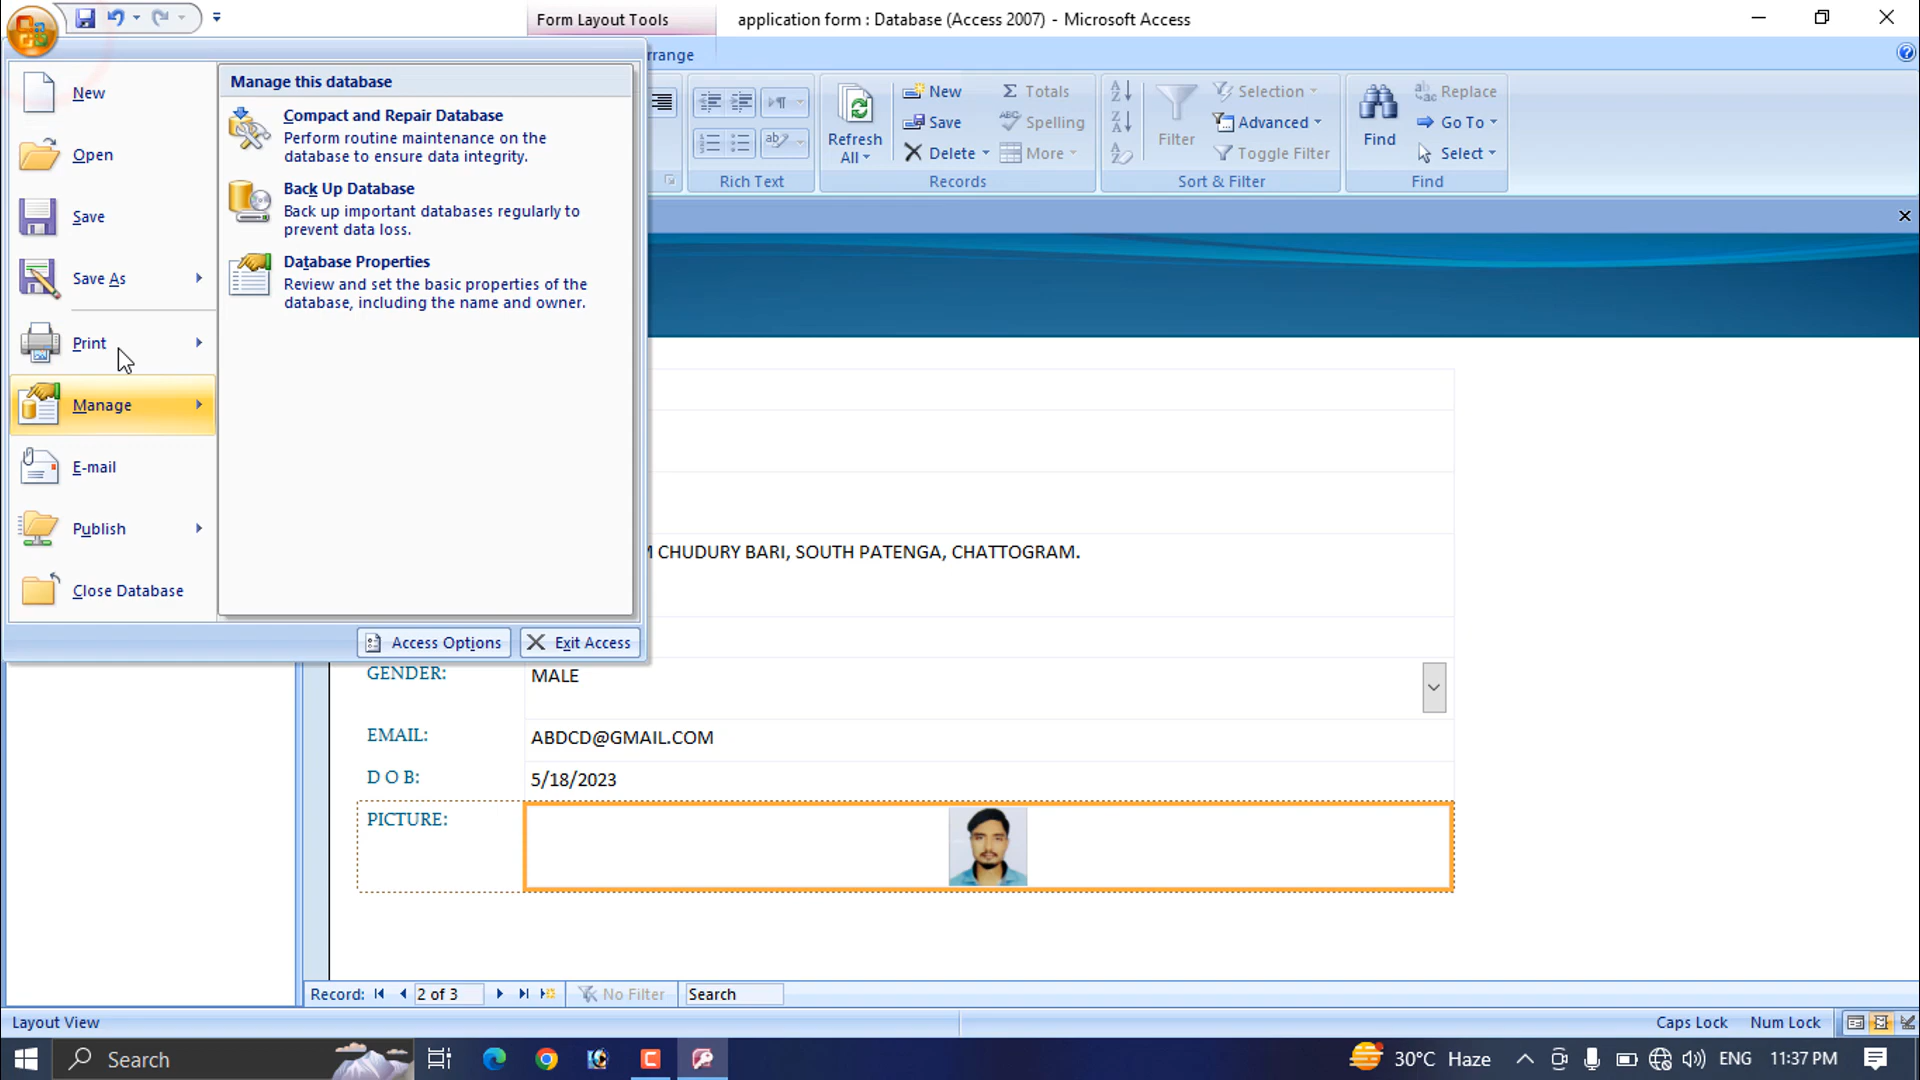 Form Layout Tools
application form : Database (Access 2007) - Microsoft Access
rrange
New
Open
Save
Save As
Print
Manage
E-mail
Publish
Close Database
Manage this database
Compact and Repair Database
Perform routine maintenance on the
database to ensure data integrity.
Back Up Database
Back up important databases regularly to
prevent data loss.
Database Properties
Review and set the basic properties of the
database, including the name and owner.
Access Options
Exit Access
Rich Text
Refresh
All
New
Save
Delete
Totals
Spelling
More
Records
Filter
Selection
Advanced
Toggle Filter
Sort & Filter
Find
Replace
Go To
Select
Find
CHUDURY BARI, SOUTH PATENGA, CHATTOGRAM.
GENDER:
MALE
EMAIL:
ABDCD@GMAIL.COM
D O B:
5/18/2023
PICTURE:
Record:
2 of 3
No Filter
Search
Layout View
Caps Lock
Num Lock
Search
30°C Haze
ENG
11:37 PM